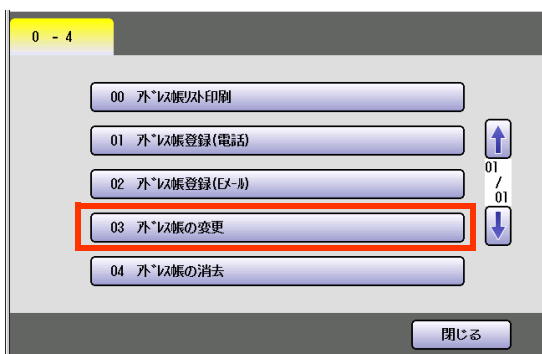 0 - 4
00 ｱﾄﾞﾚｽ帳ﾘｽﾄ印刷
01 ｱﾄﾞﾚｽ帳登録(電話)
02 ｱﾄﾞﾚｽ帳登録(Eﾒｰﾙ)
03 ｱﾄﾞﾚｽ帳の変更
04 ｱﾄﾞﾚｽ帳の消去
01
/
01
閉じる